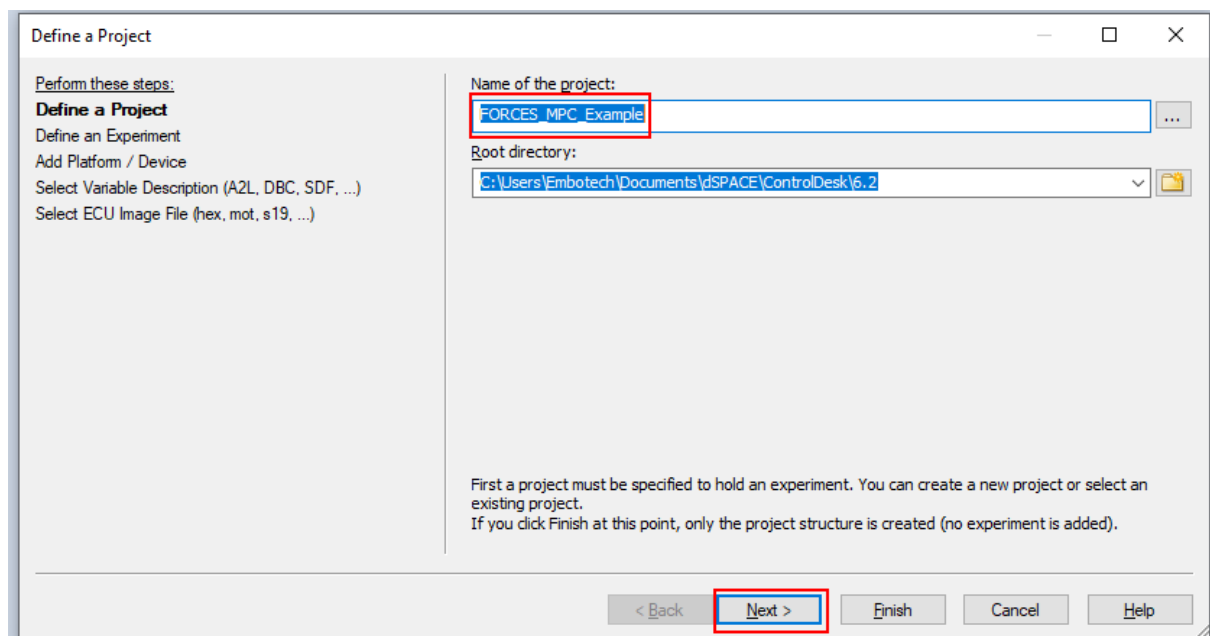 Define a Project
Perform these steps:
Define a Project
Define an Experiment
Add Platform / Device
Select Variable Description (A2L, DBC, SDF, ...)
Select ECU Image File (hex, mot, s19, ...)
Name of the project:
FORCES_MPC_Example
...
Root directory:
C:\Users\Embotech\Documents\dSPACE\ControlDesk\6.2
First a project must be specified to hold an experiment. You can create a new project or select an
existing project.
If you click Finish at this point, only the project structure is created (no experiment is added).
< Back Next > Finish Cancel Help